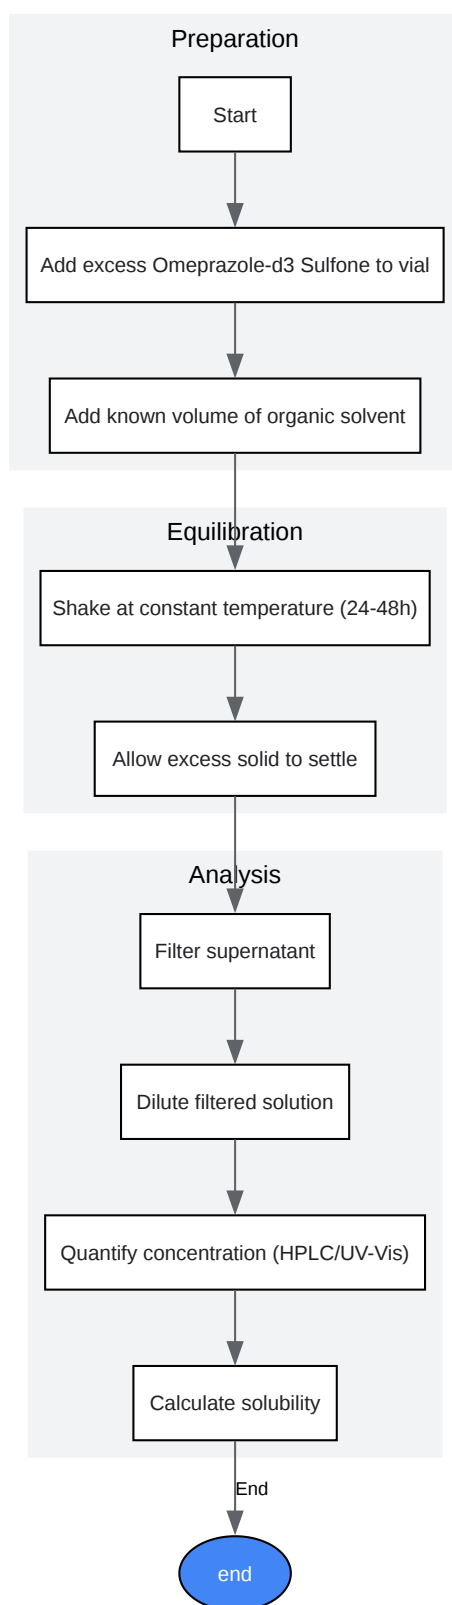 Preparation
Start
Add excess Omeprazole-d3 Sulfone to vial
Add known volume of organic solvent
Equilibration
Shake at constant temperature (24-48h)
Allow excess solid to settle
Analysis
Filter supernatant
Dilute filtered solution
Quantify concentration (HPLC/UV-Vis)
Calculate solubility
End
end